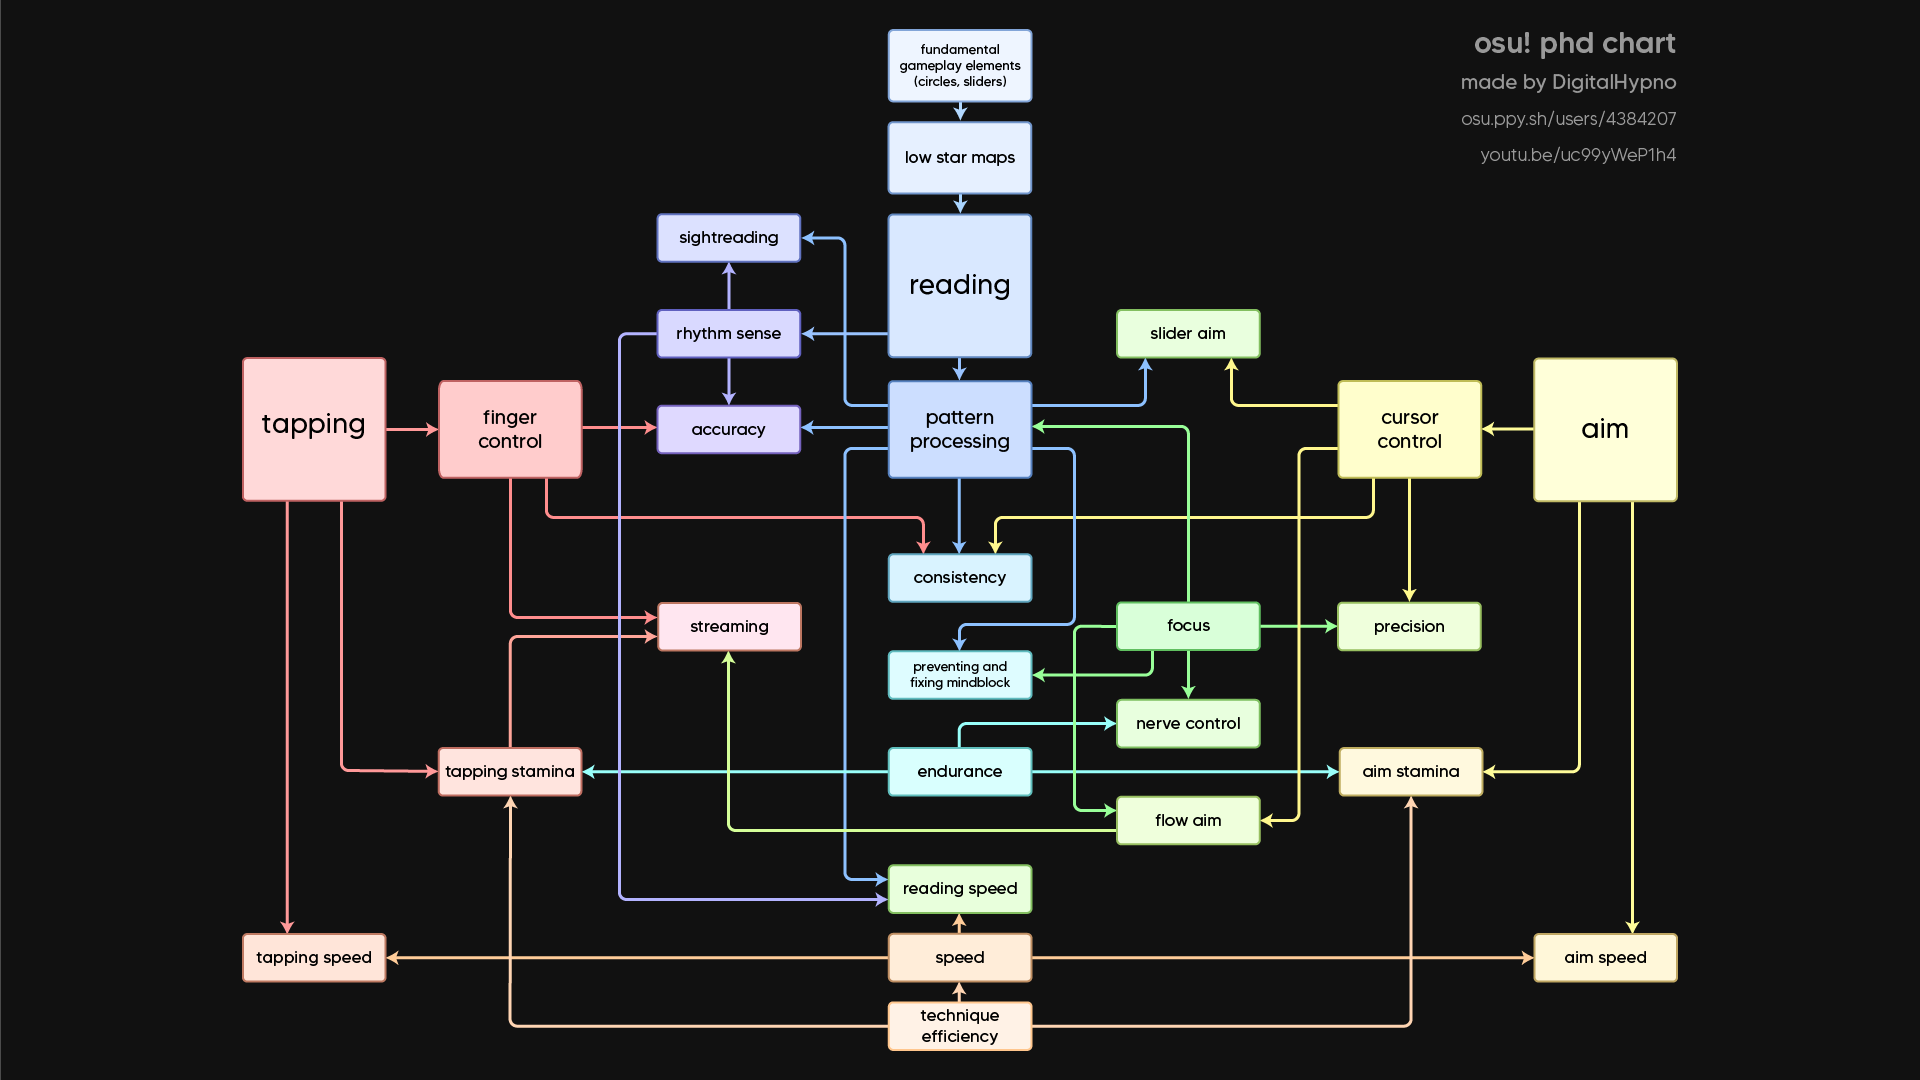 osu! phd chart
made by DigitalHypno
osu.ppy.sh/users/4384207
youtu.be/uc99yWeP1h4
fundamental
gameplay elements
(circles, sliders)
low star maps
sightreading
reading
rhythm sense
slider aim
tapping
finger
control
accuracy
pattern
processing
cursor
control
aim
consistency
streaming
focus
precision
preventing and
fixing mindblock
nerve control
tapping stamina
endurance
aim stamina
flow aim
reading speed
tapping speed
speed
aim speed
technique
efficiency